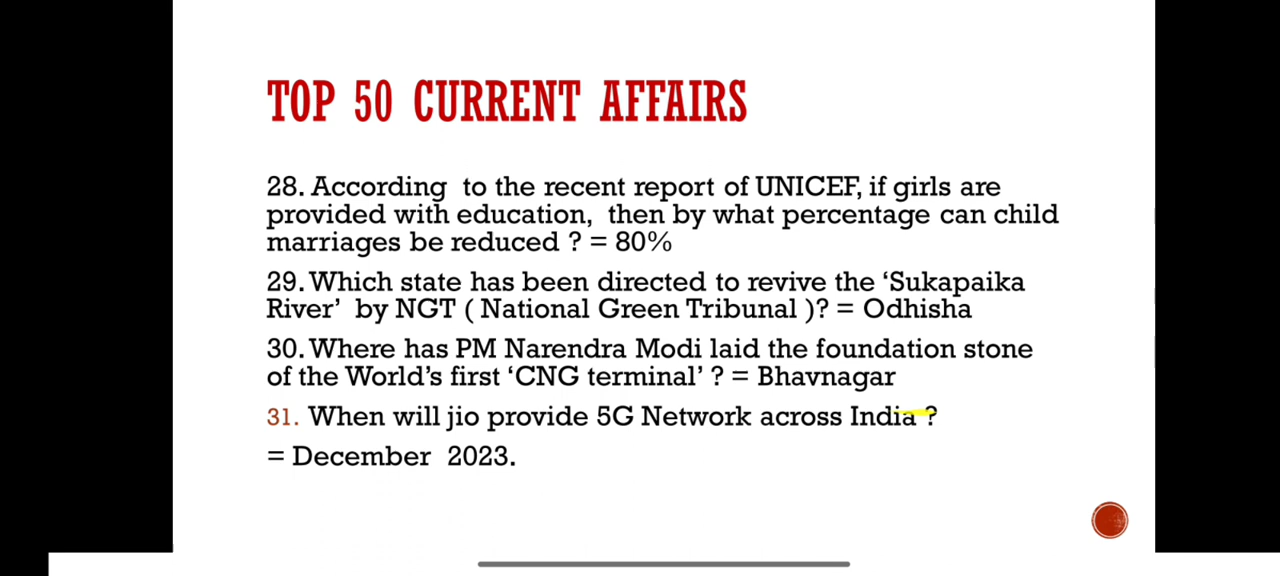 TOP 50 CURRENT AFFAIRS
28. According to the recent report of UNICEF, if girls are
provided with education, then by what percentage can child
marriages be reduced ? = 80%
29. Which state has been directed to revive the ‘Sukapaika
River’ by NGT ( National Green Tribunal )? = Odhisha
30. Where has PM Narendra Modi laid the foundation stone
of the World’s first ‘CNG terminal’ ? = Bhavnagar
31. When will jio provide 5G Network across India ?
= December 2023.